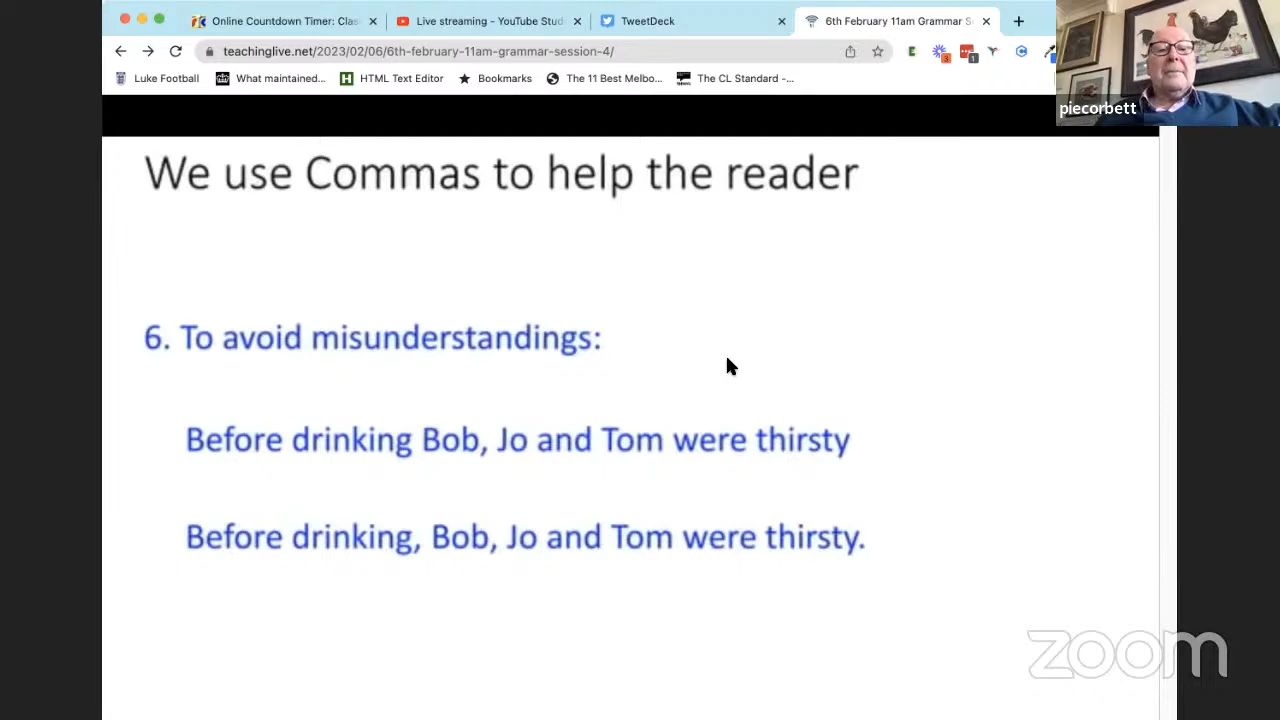 Online Countdown Timer: Clas
Live streaming - YouTube Stud
TweetDeck
6th February 11am Grammar S
teachinglive.net/2023/02/06/6th-february-11am-grammar-session-4/
3
1
Luke Football
What maintained...
HTML Text Editor
Bookmarks
The 11 Best Melbo...
The CL Standard -...
piecorbett
We use Commas to help the reader
6. To avoid misunderstandings:
Before drinking Bob, Jo and Tom were thirsty
Before drinking, Bob, Jo and Tom were thirsty.
zoom